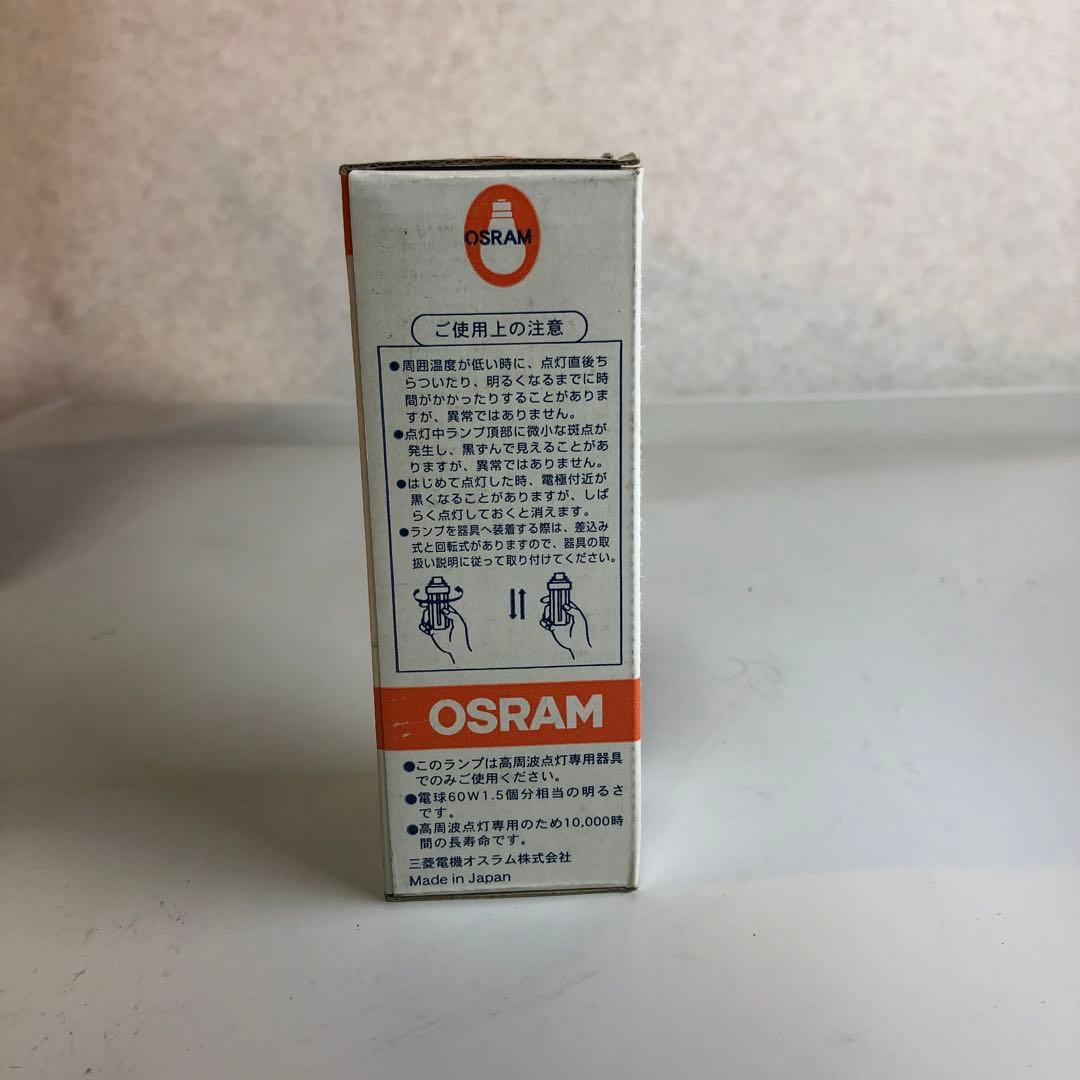 OSRAM
ご使用上の注意
●周囲温度が低い時に、点灯直後ち
らついたり、明るくなるまでに時
間がかかったりすることがありま
すが、異常ではありません。
●点灯中ランプ頂部に微小な斑点が
発生し、黒ずんで見えることがあ
りますが、異常ではありません。
●はじめて点灯した時、電極付近が
黒くなることがありますが、しば
らく点灯しておくと消えます。
●ランプを器具へ装着する際は、差込み
式と回転式がありますので、器具の取
扱い説明に従って取り付けてください。
OSRAM
●このランプは高周波点灯専用器具
でのみご使用ください。
●電球60W1.5個分相当の明るさ
です。
●高周波点灯専用のため10,000時
間の長寿命です。
三菱電機オスラム株式会社
Made in Japan